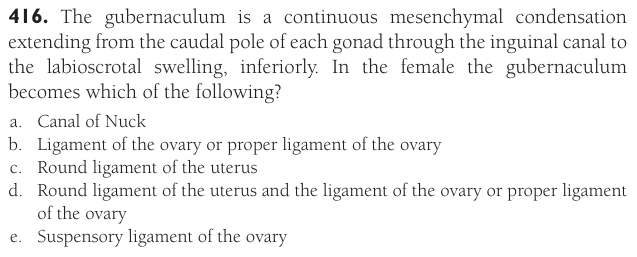 416. The gubernaculum is a continuous mesenchymal condensation
extending from the caudal pole of each gonad through the inguinal canal to
the labioscrotal swelling, inferiorly. In the female the gubernaculum
becomes which of the following?
a. Canal of Nuck
b. Ligament of the ovary or proper ligament of the ovary
c. Round ligament of the uterus
d. Round ligament of the uterus and the ligament of the ovary or proper ligament
of the ovary
e. Suspensory ligament of the ovary